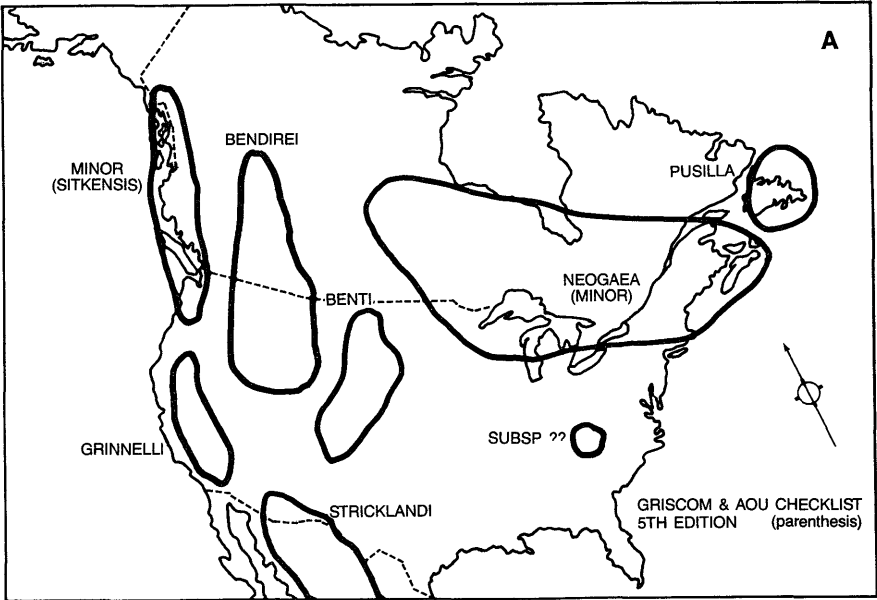 A
BENDIREI
MINOR
(SITKENSIS)
PUSILLA
NEOGAEA
(MINOR)
BENTI
SUBSP ??
GRINNELLI
STRICKLANDI
GRISCOM & AOU CHECKLIST
5TH EDITION (parenthesis)